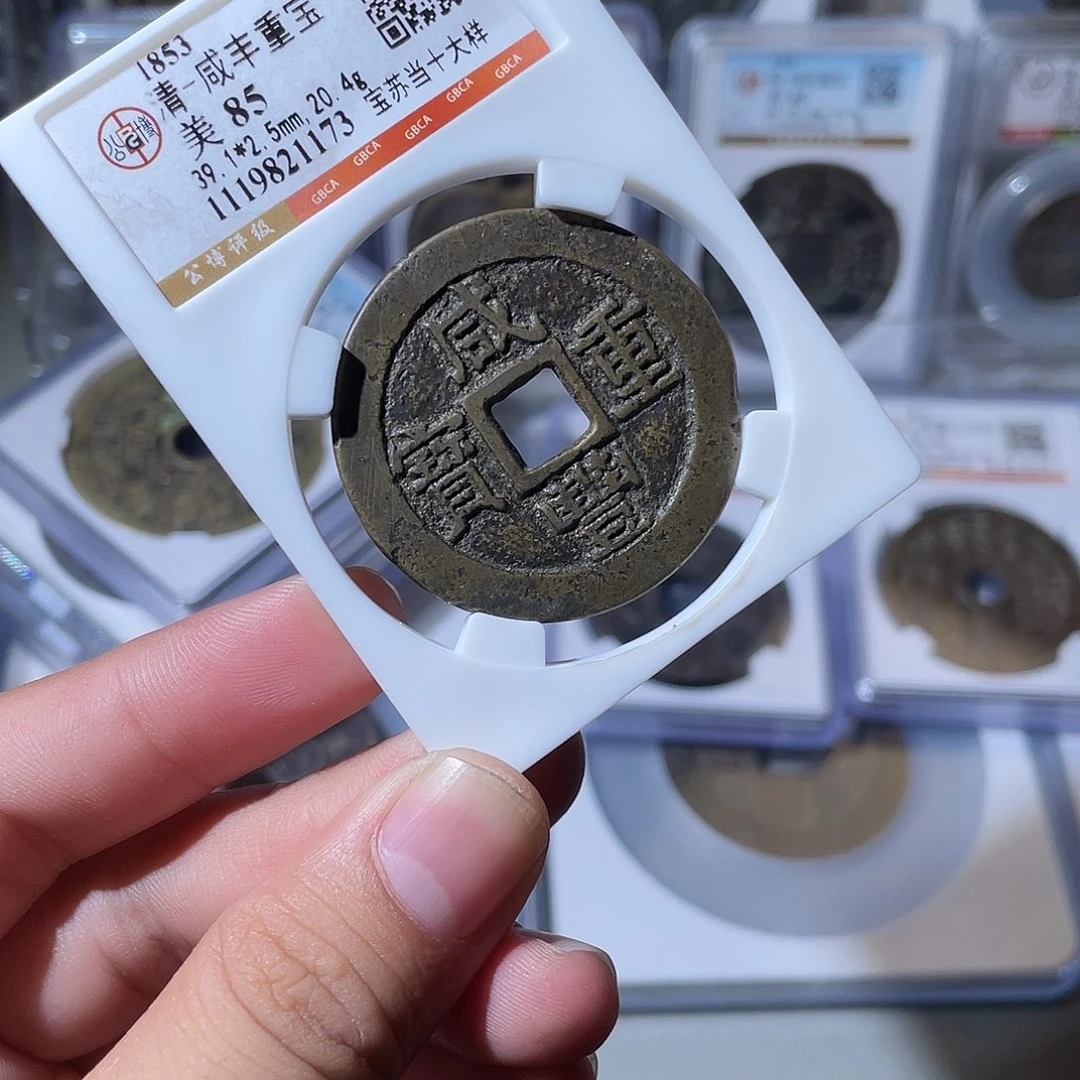 1853
清-咸丰重宝
美 85
39.1*2.5mm.20.4g
宝苏当十大样
1119821173
公博评级 GBCA GBCA GBCA GBCA GBCA
咸
重
豐
寶